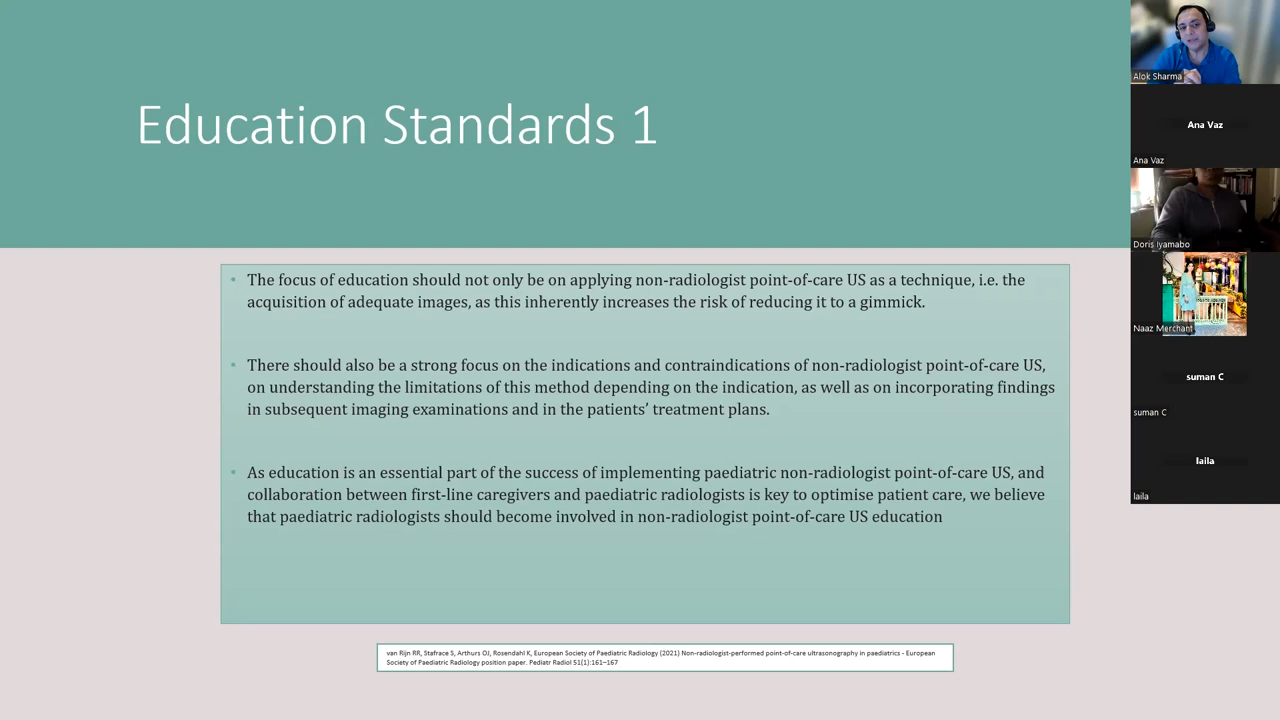 Education Standards 1
• The focus of education should not only be on applying non-radiologist point-of-care US as a technique, i.e. the
acquisition of adequate images, as this inherently increases the risk of reducing it to a gimmick.
• There should also be a strong focus on the indications and contraindications of non-radiologist point-of-care US,
on understanding the limitations of this method depending on the indication, as well as on incorporating findings
in subsequent imaging examinations and in the patients’ treatment plans.
• As education is an essential part of the success of implementing paediatric non-radiologist point-of-care US, and
collaboration between first-line caregivers and paediatric radiologists is key to optimise patient care, we believe
that paediatric radiologists should become involved in non-radiologist point-of-care US education
van Rijn RR, Stafrace S, Arthurs OJ, Rosendahl K, European Society of Paediatric Radiology (2021) Non-radiologist-performed point-of-care ultrasonography in paediatrics - European
Society of Paediatric Radiology position paper. Pediatr Radiol 51(1):161–167
Alok Sharma
Ana Vaz
Ana Vaz
Doris Iyamabo
Naaz Merchant
suman C
suman C
laila
laila